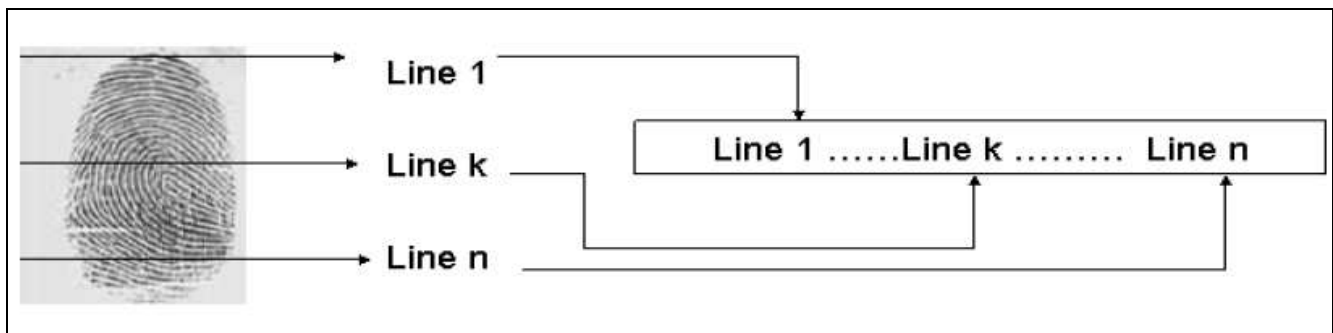 Line 1
Line 1 ......Line k ......... Line n
Line k
Line n